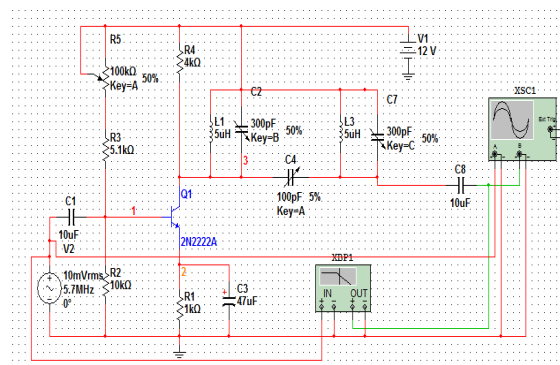 R5
100kΩ 50%
Key=A
R4
4kΩ
V1
12 V
C2
300pF
Key=B 50%
C7
300pF
Key=C 50%
L1
5uH
L3
5uH
XSC1
Ext Trig
A B
R3
5.1kΩ
3
C4
100pF 5%
Key=A
C8
10uF
Q1
2N2222A
C1
10uF
1
V2
10mVrms
5.7MHz
0°
R2
10kΩ
2
R1
1kΩ
C3
47uF
XBP1
IN OUT